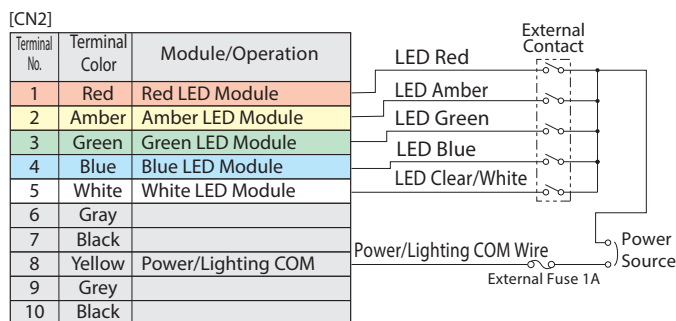 [CN2]
Terminal No. Terminal Color Module/Operation
1 Red Red LED Module
2 Amber Amber LED Module
3 Green Green LED Module
4 Blue Blue LED Module
5 White White LED Module
6 Gray
7 Black
8 Yellow Power/Lighting COM
9 Grey
10 Black
External
Contact
LED Red
LED Amber
LED Green
LED Blue
LED Clear/White
Power/Lighting COM Wire
External Fuse 1A
Power
Source